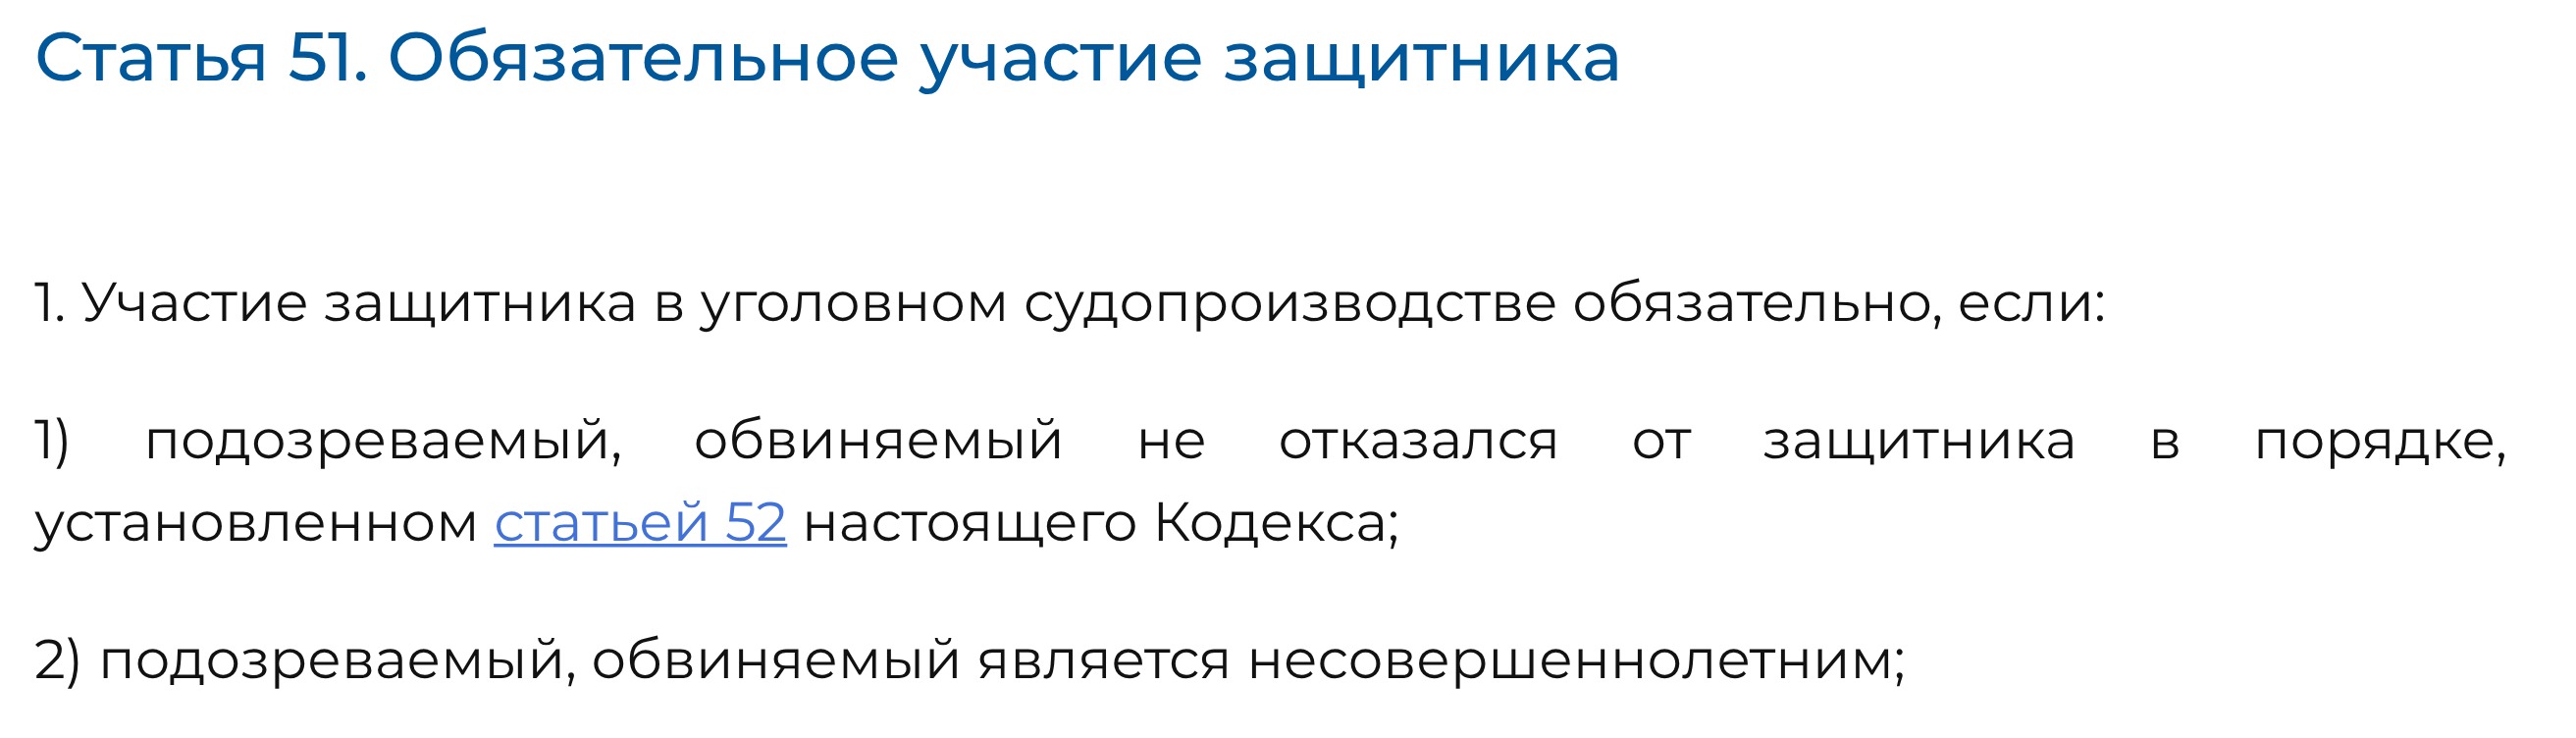 Статья 51. Обязательное участие защитника
1. Участие защитника в уголовном судопроизводстве обязательно, если:
1) подозреваемый, обвиняемый не отказался от защитника в порядке,
установленном статьей 52 настоящего Кодекса;
2) подозреваемый, обвиняемый является несовершеннолетним;